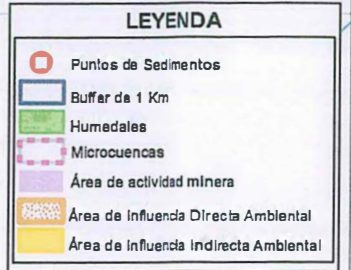 LEYENDA
Puntos de Sedimentos
Buffer de 1 Km
Humedales
Microcuencas
Área de actividad minera
Área de Influencia Directa Ambiental
Área de Influencia Indirecta Ambiental